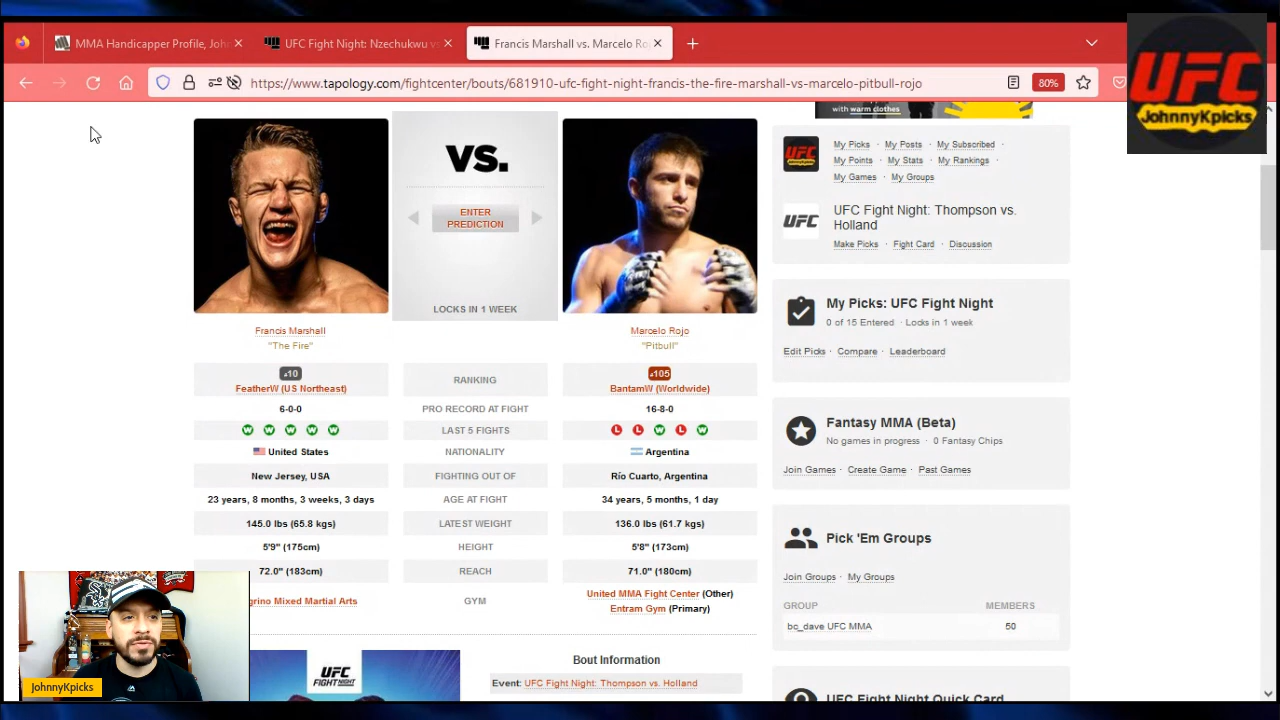 MMA Handicapper Profile, Joh
UFC Fight Night: Nzechukwu vs
Francis Marshall vs. Marcelo Ro
https://www.tapology.com/fightcenter/bouts/681910-ufc-fight-night-francis-the-fire-marshall-vs-marcelo-pitbull-rojo
80%
UFC
JohnnyKpicks
with warm clothes
VS.
ENTER
PREDICTION
LOCKS IN 1 WEEK
Francis Marshall
"The Fire"
Marcelo Rojo
"Pitbull"
10
FeatherW (US Northeast)
RANKING
105
BantamW (Worldwide)
6-0-0
PRO RECORD AT FIGHT
16-8-0
W W W W W
LAST 5 FIGHTS
L L W L W
United States
NATIONALITY
Argentina
New Jersey, USA
FIGHTING OUT OF
Río Cuarto, Argentina
23 years, 8 months, 3 weeks, 3 days
AGE AT FIGHT
34 years, 5 months, 1 day
145.0 lbs (65.8 kgs)
LATEST WEIGHT
136.0 lbs (61.7 kgs)
5'9" (175cm)
HEIGHT
5'8" (173cm)
72.0" (183cm)
REACH
71.0" (180cm)
grino Mixed Martial Arts
GYM
United MMA Fight Center (Other)
Entram Gym (Primary)
UFC
FIGHT NIGHT
Bout Information
Event: UFC Fight Night: Thompson vs. Holland
My Picks · My Posts · My Subscribed ·
My Points · My Stats · My Rankings ·
My Games · My Groups
UFC
UFC Fight Night: Thompson vs.
Holland
Make Picks · Fight Card · Discussion
My Picks: UFC Fight Night
0 of 15 Entered · Locks in 1 week
Edit Picks · Compare · Leaderboard
Fantasy MMA (Beta)
No games in progress · 0 Fantasy Chips
Join Games · Create Game · Past Games
Pick 'Em Groups
Join Groups · My Groups
GROUP MEMBERS
bc_dave UFC MMA 50
UFC Fight Night Quick Card
JohnnyKpicks